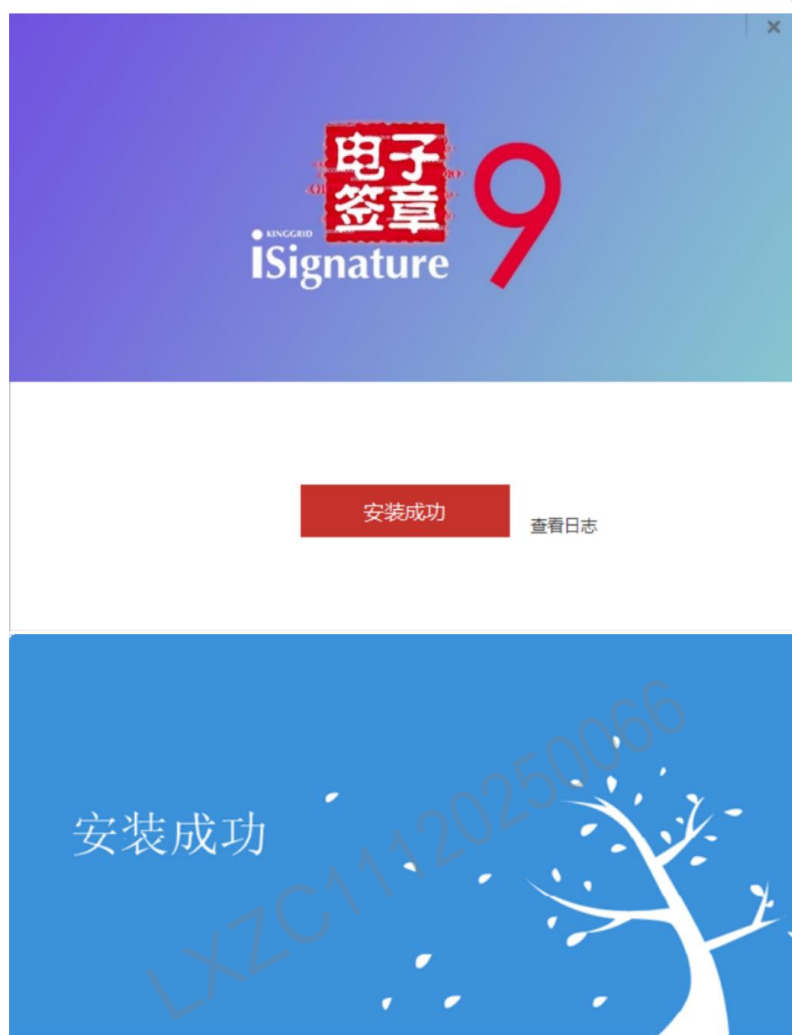 电子
签章
KINGGRID
iSignature
9
安装成功
查看日志
安装成功
LXZC11120250066